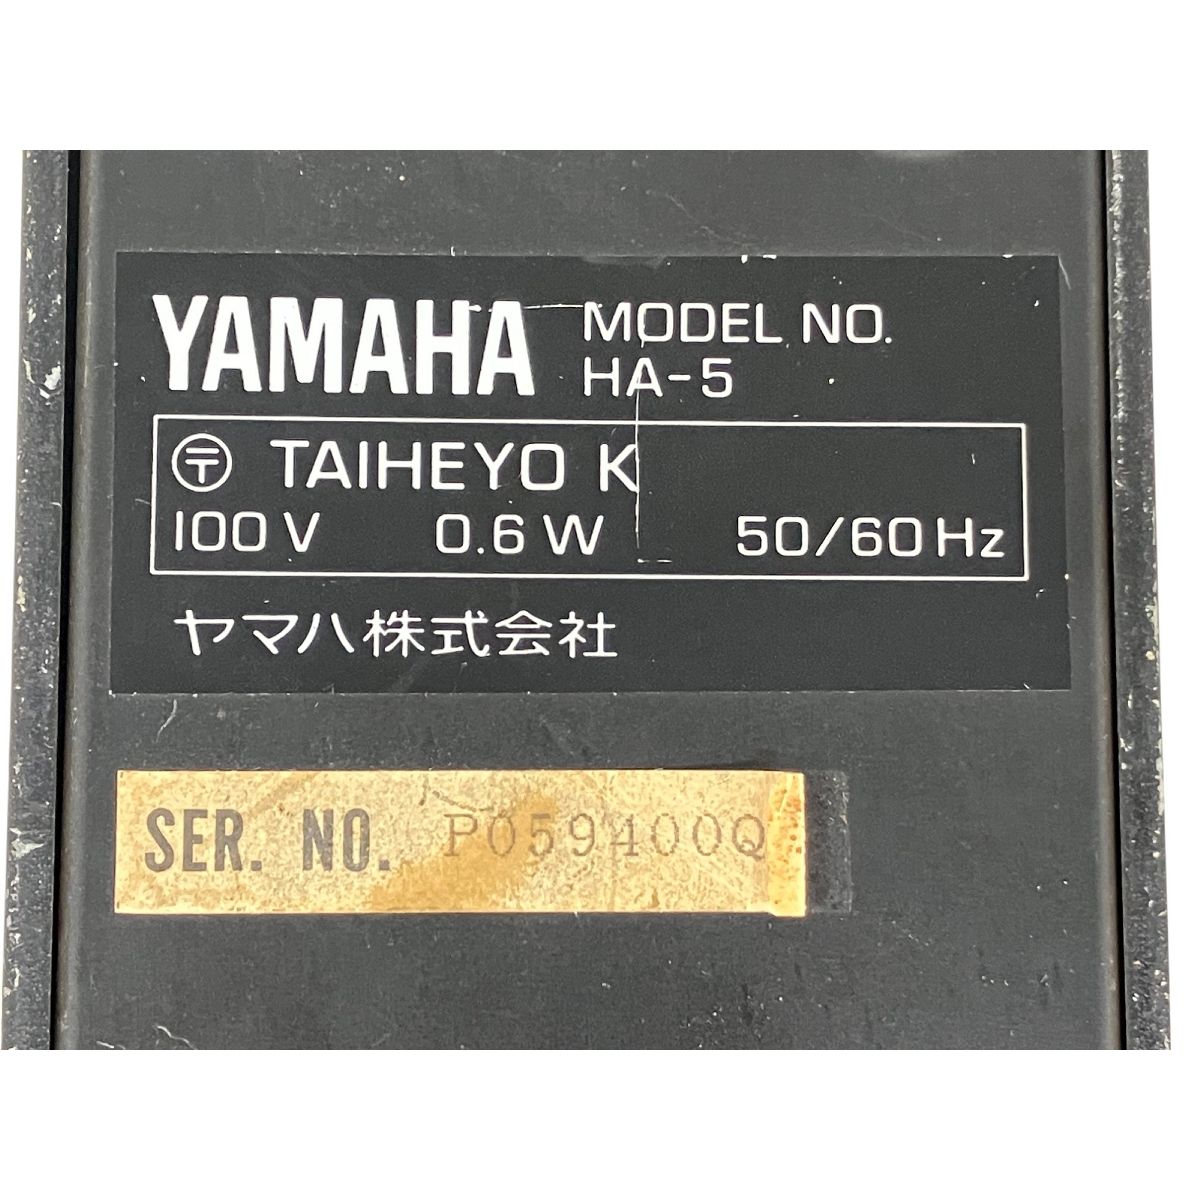 YAMAHA MODEL NO.
HA-5
〒 TAIHEYO K
100 V 0.6 W 50/60 Hz
ヤマハ株式会社
SER. NO. P059400Q